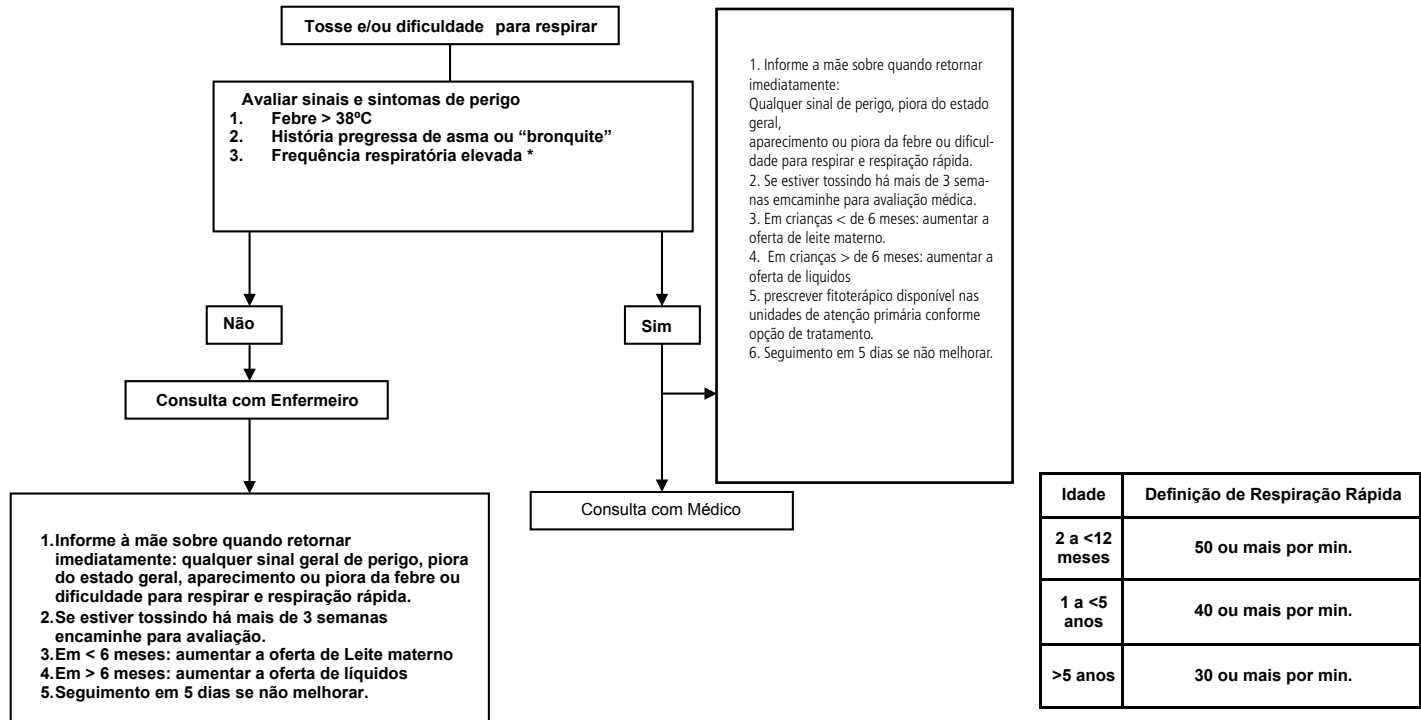 Tosse e/ou dificuldade para respirar
Avaliar sinais e sintomas de perigo
1. Febre > 38ºC
2. História pregressa de asma ou “bronquite”
3. Frequência respiratória elevada *
Não
Sim
Consulta com Enfermeiro
1.Informe à mãe sobre quando retornar
imediatamente: qualquer sinal geral de perigo, piora
do estado geral, aparecimento ou piora da febre ou
dificuldade para respirar e respiração rápida.
2.Se estiver tossindo há mais de 3 semanas
encaminhe para avaliação.
3.Em < 6 meses: aumentar a oferta de Leite materno
4.Em > 6 meses: aumentar a oferta de líquidos
5.Seguimento em 5 dias se não melhorar.
1. Informe a mãe sobre quando retornar
imediatamente:
Qualquer sinal de perigo, piora do estado
geral,
aparecimento ou piora da febre ou dificul-
dade para respirar e respiração rápida.
2. Se estiver tossindo há mais de 3 sema-
nas emcaminhe para avaliação médica.
3. Em crianças < de 6 meses: aumentar a
oferta de leite materno.
4. Em crianças > de 6 meses: aumentar a
oferta de liquidos
5. prescrever fitoterápico disponível nas
unidades de atenção primária conforme
opção de tratamento.
6. Seguimento em 5 dias se não melhorar.
Consulta com Médico
Idade Definição de Respiração Rápida
2 a <12
meses
50 ou mais por min.
1 a <5
anos
40 ou mais por min.
>5 anos 30 ou mais por min.